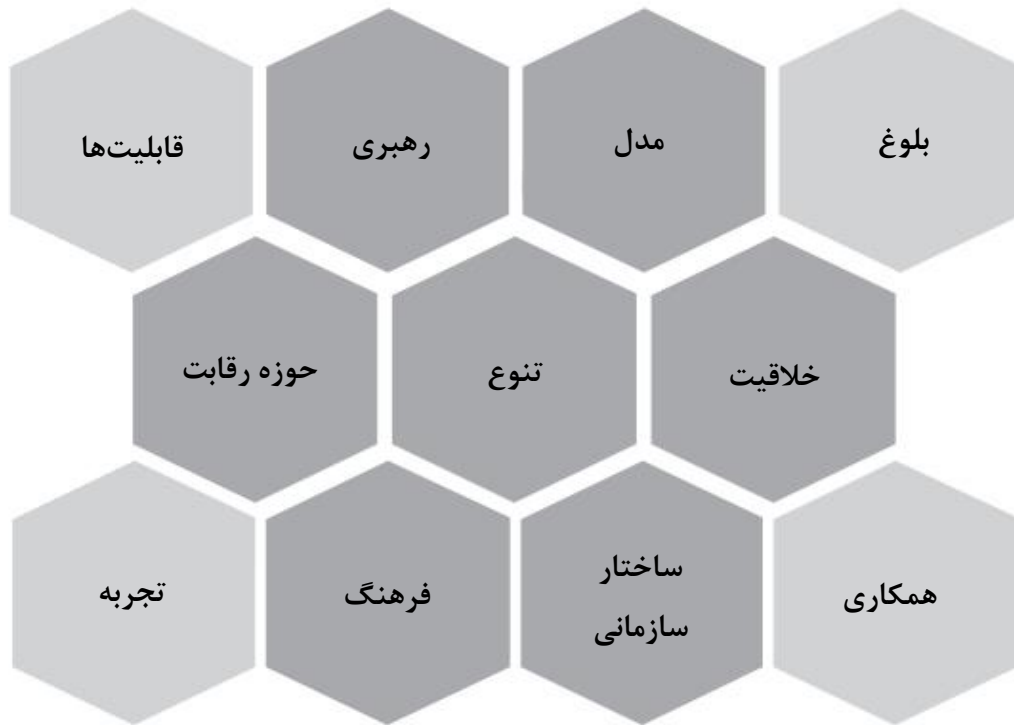 بلوغ
مدل
رهبری
قابلیت‌ها
خلاقیت
تنوع
حوزه رقابت
همکاری
ساختار
سازمانی
فرهنگ
تجربه